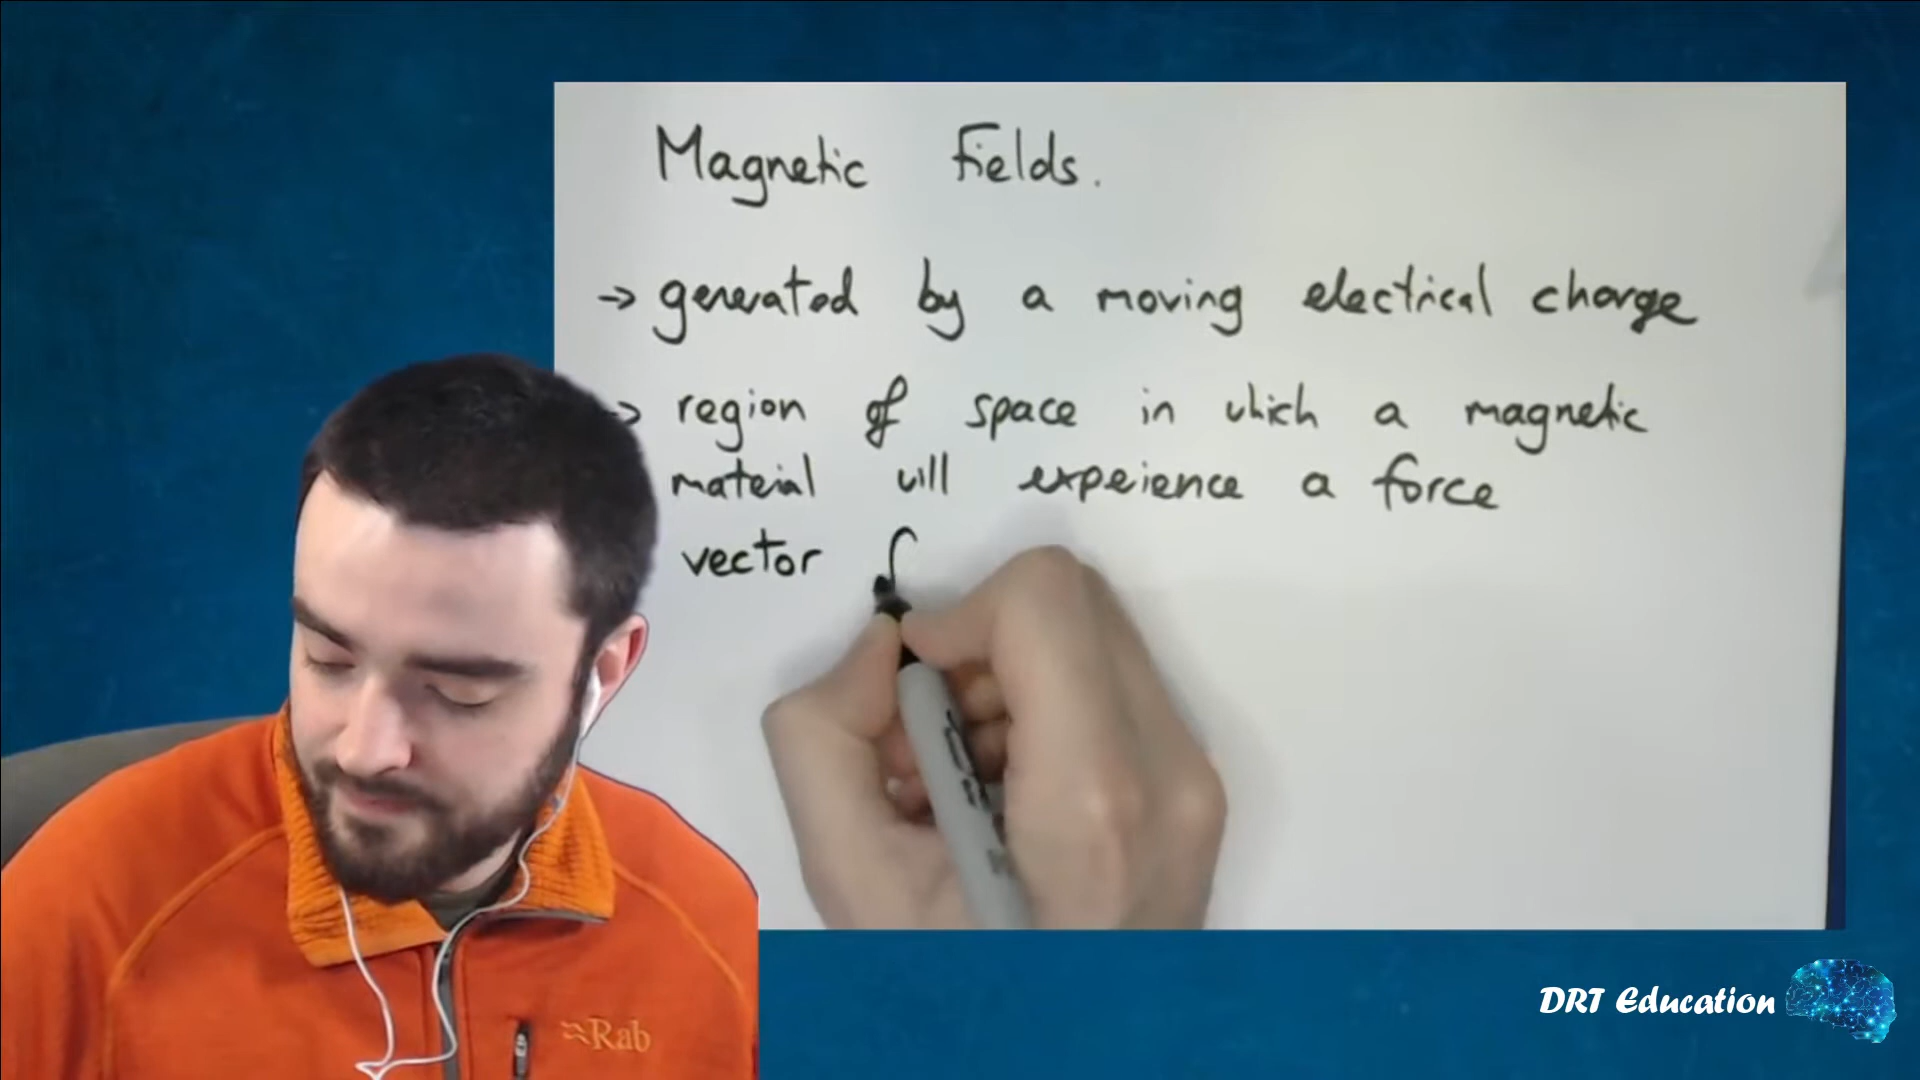 Magnetic Fields.
→ generated by a moving electrical charge
→ region of space in which a magnetic
material will experience a force
vector
Rab
DRT Education